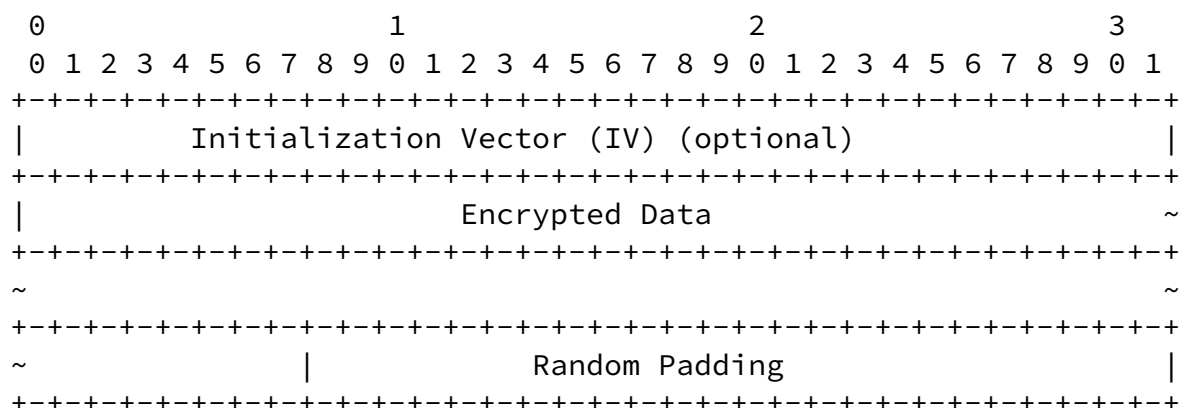 0                   1                   2                   3
 0 1 2 3 4 5 6 7 8 9 0 1 2 3 4 5 6 7 8 9 0 1 2 3 4 5 6 7 8 9 0 1
+-+-+-+-+-+-+-+-+-+-+-+-+-+-+-+-+-+-+-+-+-+-+-+-+-+-+-+-+-+-+-+-+
|         Initialization Vector (IV) (optional)                 |
+-+-+-+-+-+-+-+-+-+-+-+-+-+-+-+-+-+-+-+-+-+-+-+-+-+-+-+-+-+-+-+-+
|                        Encrypted Data                         ~
+-+-+-+-+-+-+-+-+-+-+-+-+-+-+-+-+-+-+-+-+-+-+-+-+-+-+-+-+-+-+-+-+
~                                                               ~
+-+-+-+-+-+-+-+-+-+-+-+-+-+-+-+-+-+-+-+-+-+-+-+-+-+-+-+-+-+-+-+-+
~               |            Random Padding                     |
+-+-+-+-+-+-+-+-+-+-+-+-+-+-+-+-+-+-+-+-+-+-+-+-+-+-+-+-+-+-+-+-+